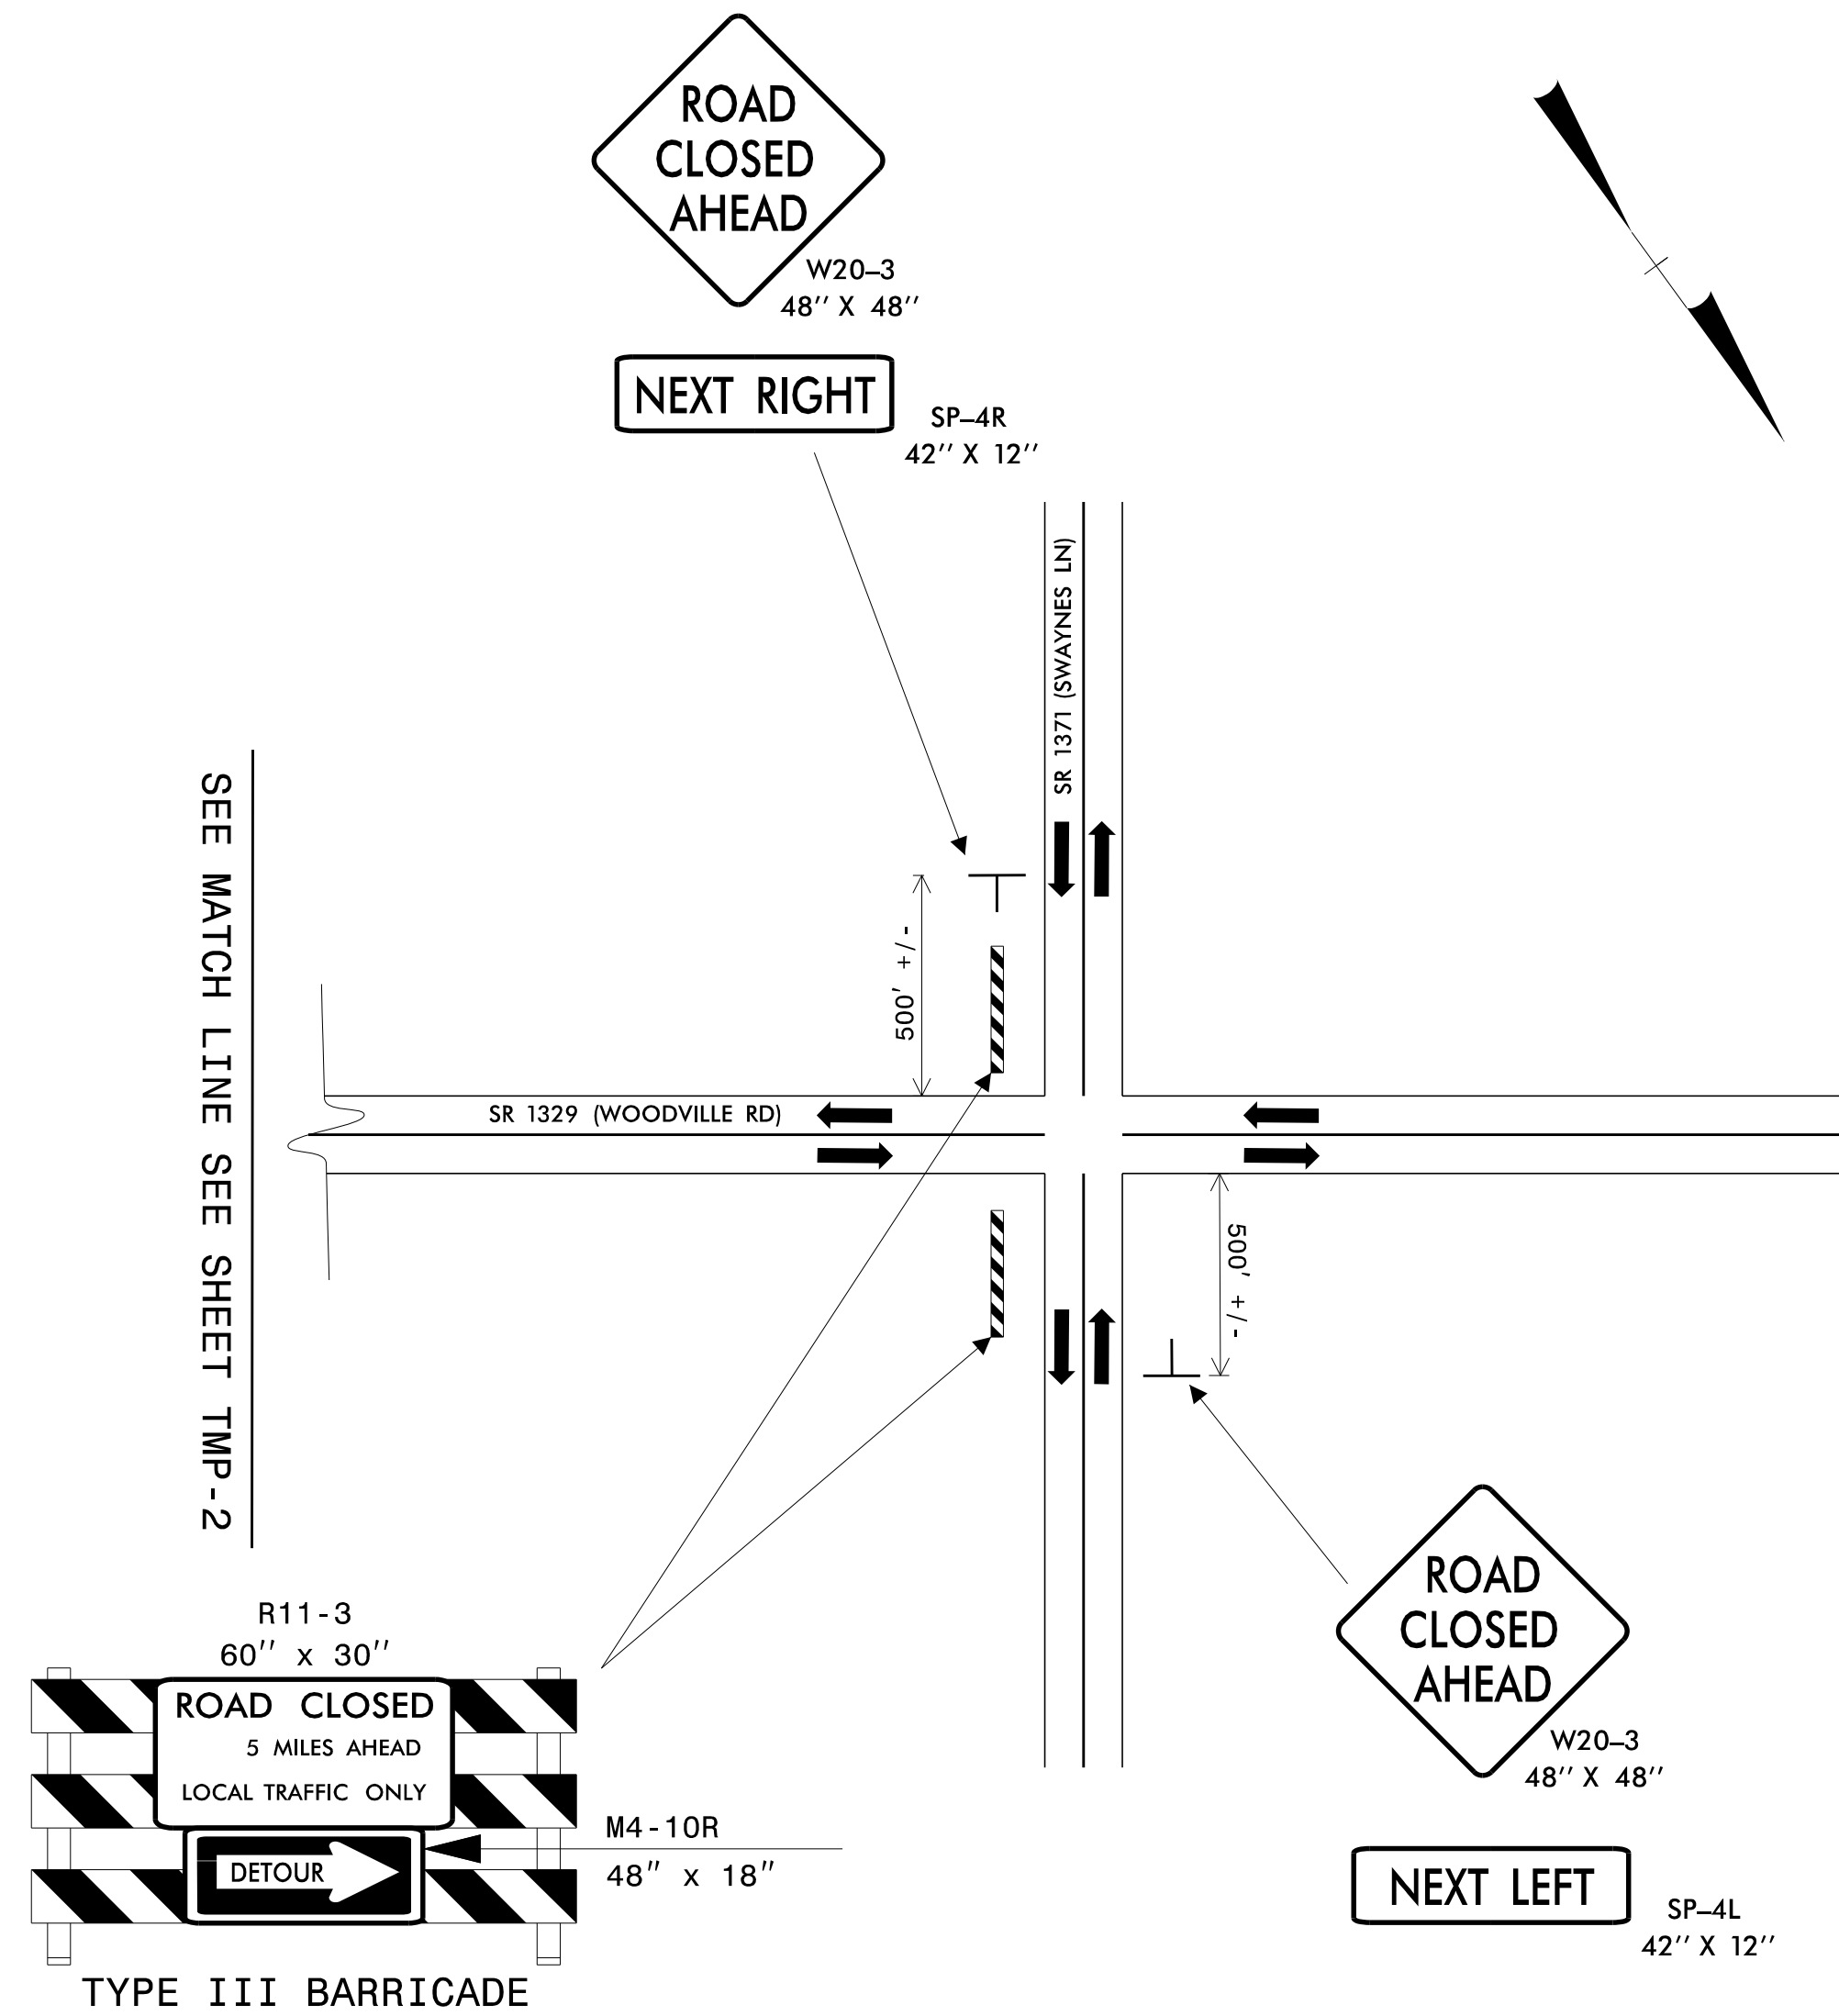 ROAD
CLOSED
AHEAD
W20–3
48'' X 48''
NEXT RIGHT
SP–4R
42'' X 12''
SR 1371 (SWAYNES LN)
500' +/-
SR 1329 (WOODVILLE RD)
SEE MATCH LINE SEE SHEET TMP-2
500' +/-
ROAD
CLOSED
AHEAD
W20–3
48'' X 48''
NEXT LEFT
SP–4L
42'' X 12''
R11-3
60'' x 30''
ROAD CLOSED
5 MILES AHEAD
LOCAL TRAFFIC ONLY
DETOUR
M4-10R
48" x 18"
TYPE III BARRICADE